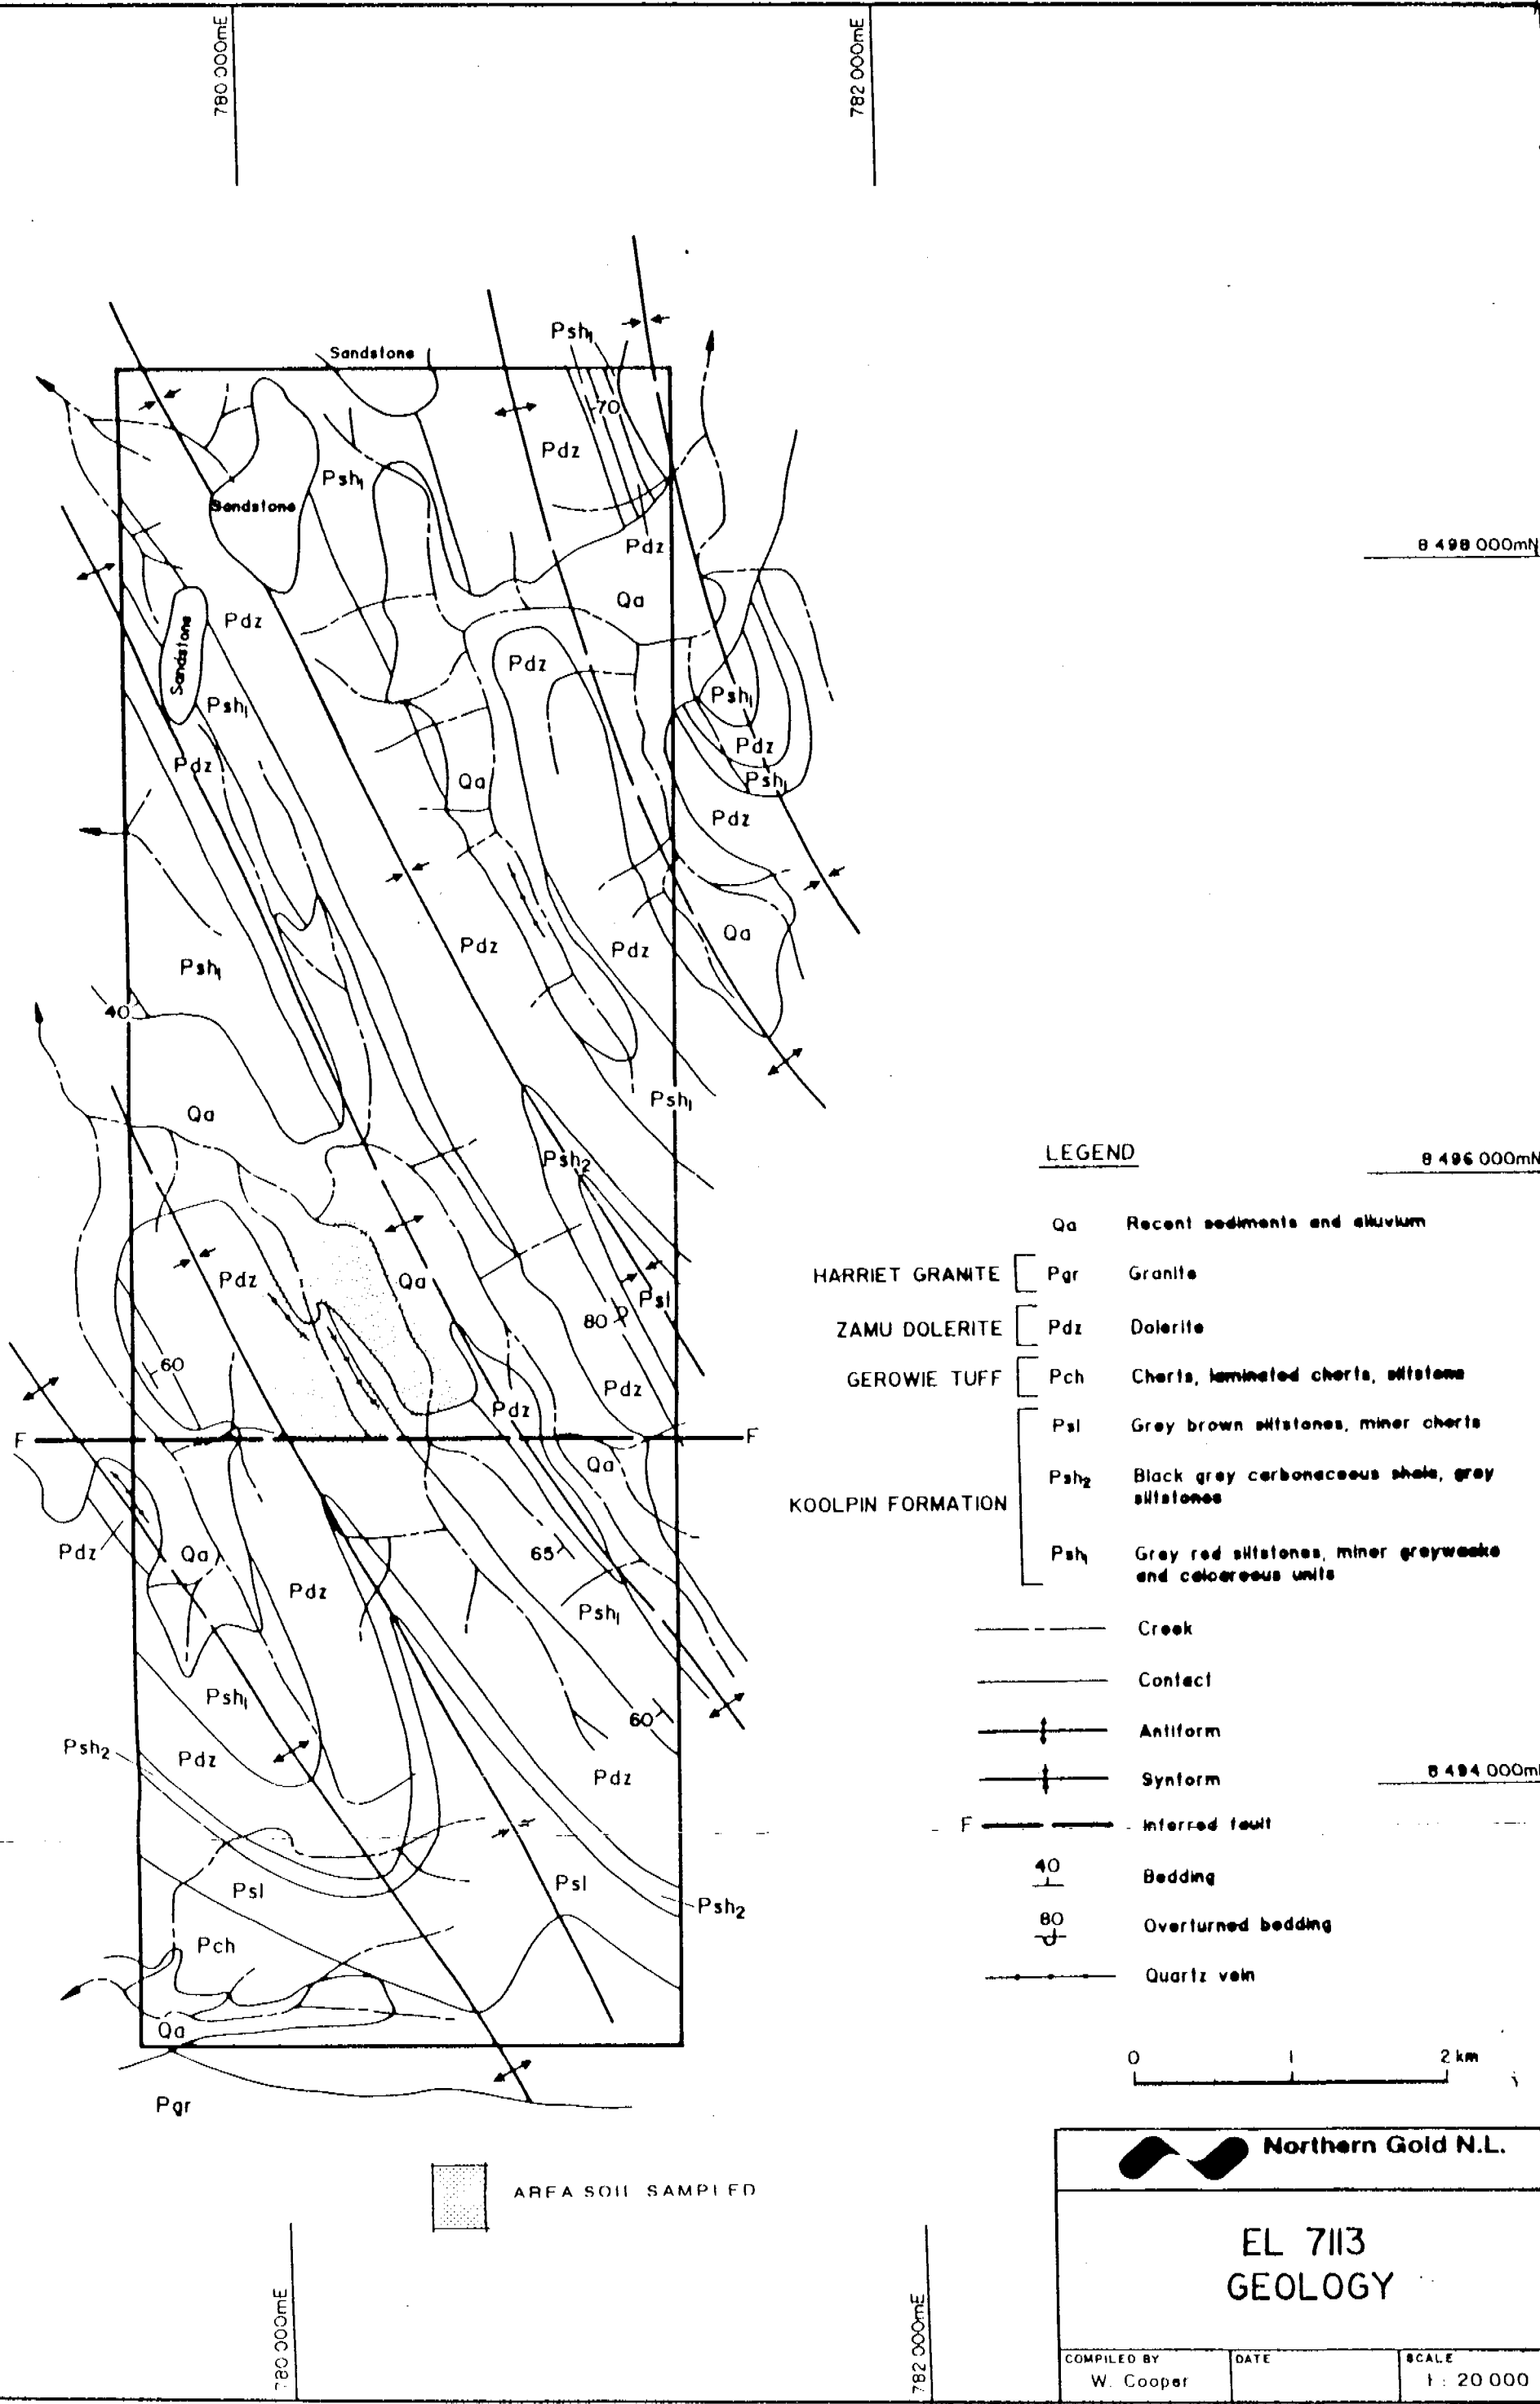 780 000mE
782 000mE
Psh1
Sandstone
70
Pdz
Psh1
Sandstone
Pdz
8 498 000mN
Qa
Pdz
Sandstone
Pdz
Psh1
Psh1
Pdz
Pdz
Qa
Psh1
Pdz
Qa
Pdz
Pdz
Psh1
40
Psh1
Qa
Psh2
LEGEND
8 496 000mN
Qa Recent sediments and alluvium
HARRIET GRANITE Pgr Granite
Pdz
Qa
Psl
80
ZAMU DOLERITE Pdz Dolerite
60
GEROWIE TUFF Pch Cherts, laminated cherts, siltstone
Pdz
Pdz
F
F
Psl Grey brown siltstones, minor cherts
Qa
Psh2 Black grey carbonaceous shale, grey
siltstones
KOOLPIN FORMATION
Pdz
Qa
65
Psh1 Grey red siltstones, minor greywacke
and calcareous units
Pdz
Psh1
Creek
Contact
Psh1
60
Antiform
Psh2
Pdz
Pdz
Synform
8 494 000mN
F Inferred fault
40
Bedding
Psl
Psl
Psh2
80
Overturned bedding
Pch
Quartz vein
Qa
0 1 2 km
Pgr
Northern Gold N.L.
AREA SOIL SAMPLED
EL 7113
GEOLOGY
780 000mE
782 000mE
COMPILED BY
W. Cooper
DATE
SCALE
1 : 20 000